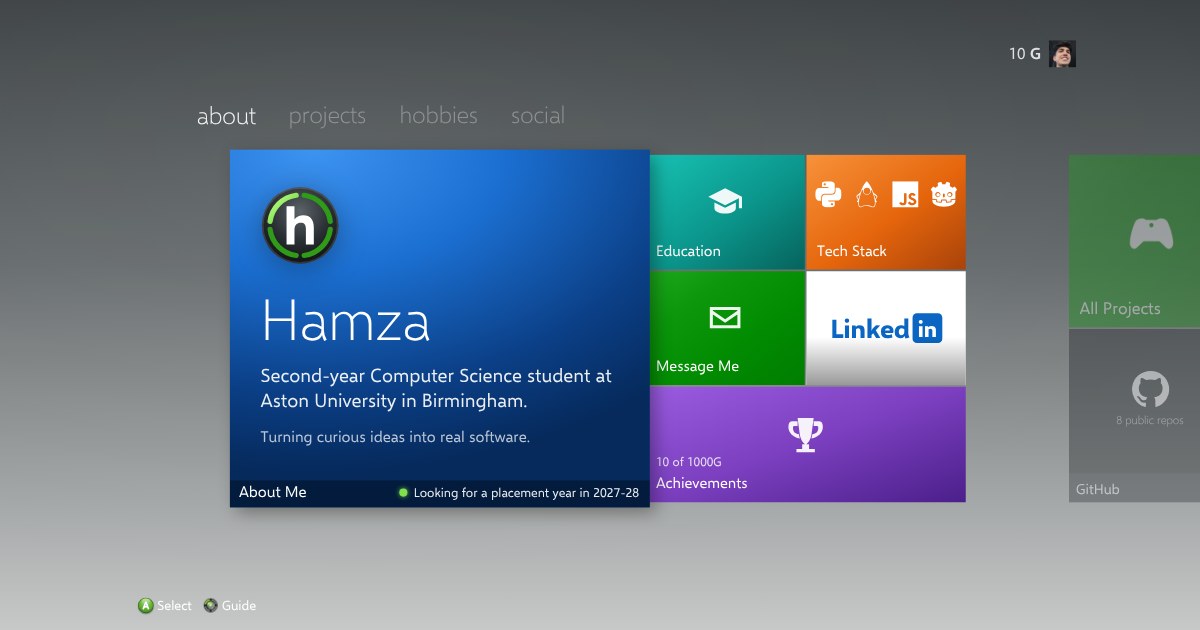 10 G
about projects hobbies social
h
Hamza
Second-year Computer Science student at
Aston University in Birmingham.
Turning curious ideas into real software.
About Me
Looking for a placement year in 2027-28
Education
JS
Tech Stack
Message Me
Linked in
10 of 1000G
Achievements
All Projects
8 public repos
GitHub
A Select Guide